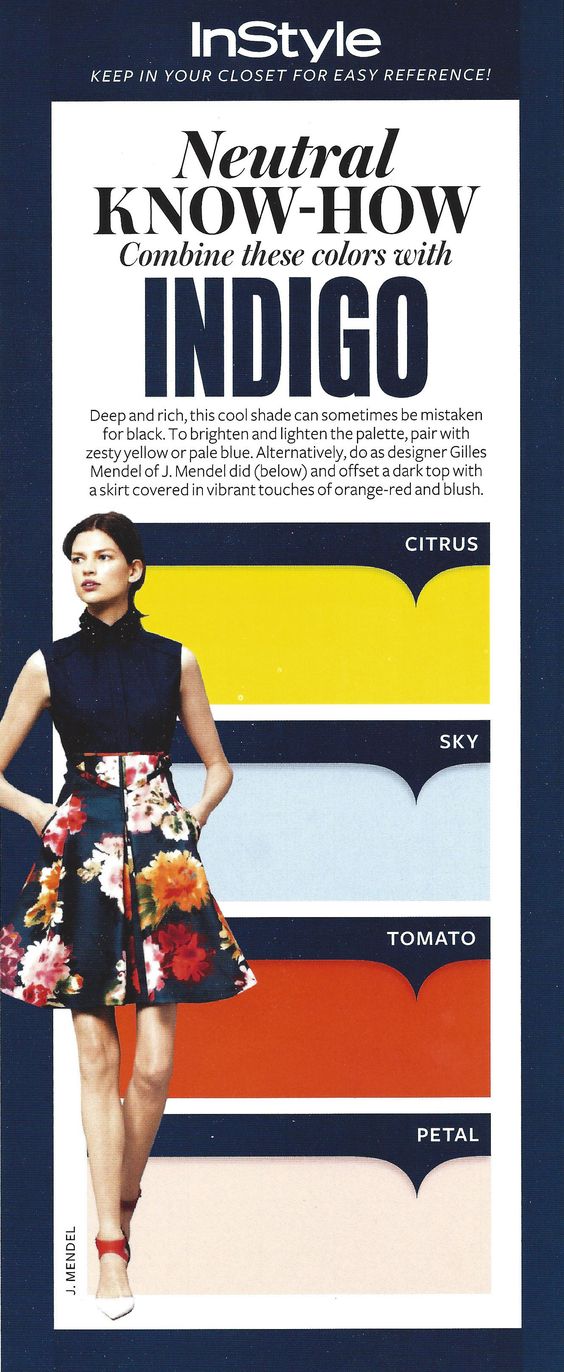 InStyle
KEEP IN YOUR CLOSET FOR EASY REFERENCE!
Neutral
KNOW-HOW
Combine these colors with
INDIGO
Deep and rich, this cool shade can sometimes be mistaken
for black. To brighten and lighten the palette, pair with
zesty yellow or pale blue. Alternatively, do as designer Gilles
Mendel of J. Mendel did (below) and offset a dark top with
a skirt covered in vibrant touches of orange-red and blush.
CITRUS
SKY
TOMATO
PETAL
J. MENDEL